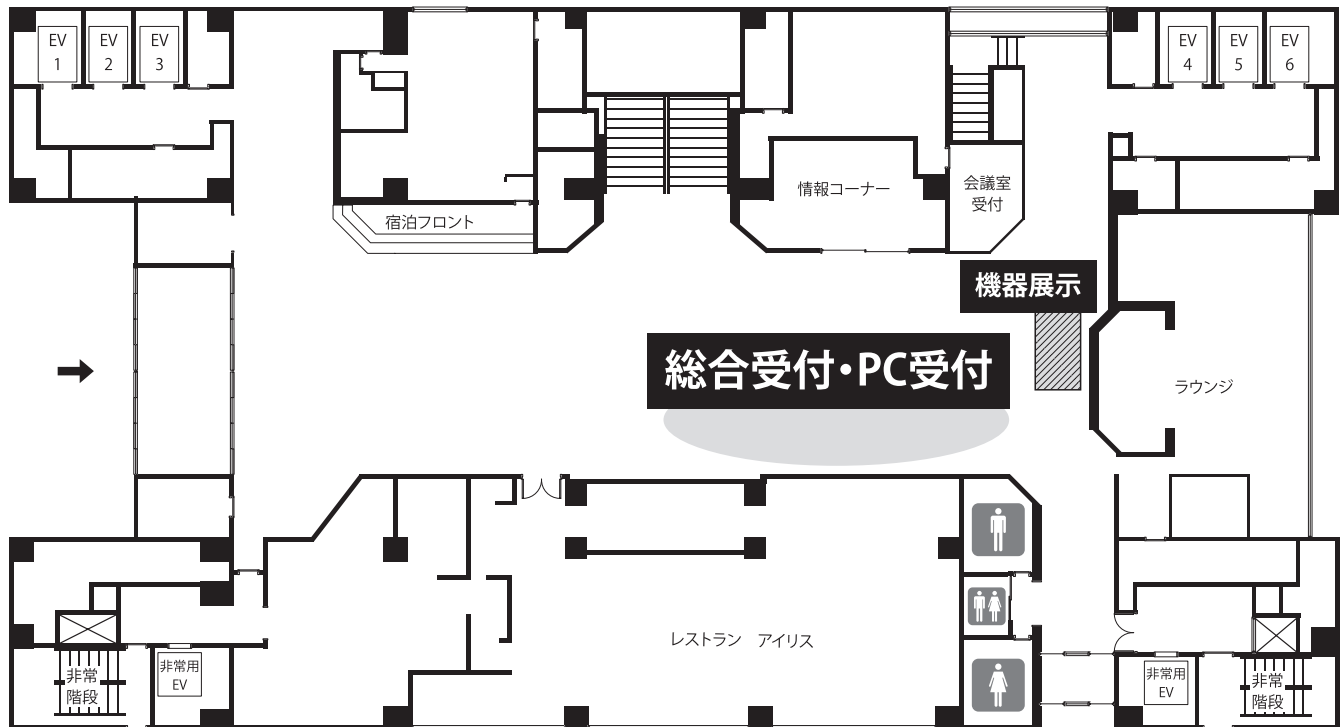 EV
1
EV
2
EV
3
EV
4
EV
5
EV
6
宿泊フロント
情報コーナー
会議室
受付
機器展示
総合受付・PC受付
ラウンジ
レストラン アイリス
非常
階段
非常用
EV
非常用
EV
非常
階段